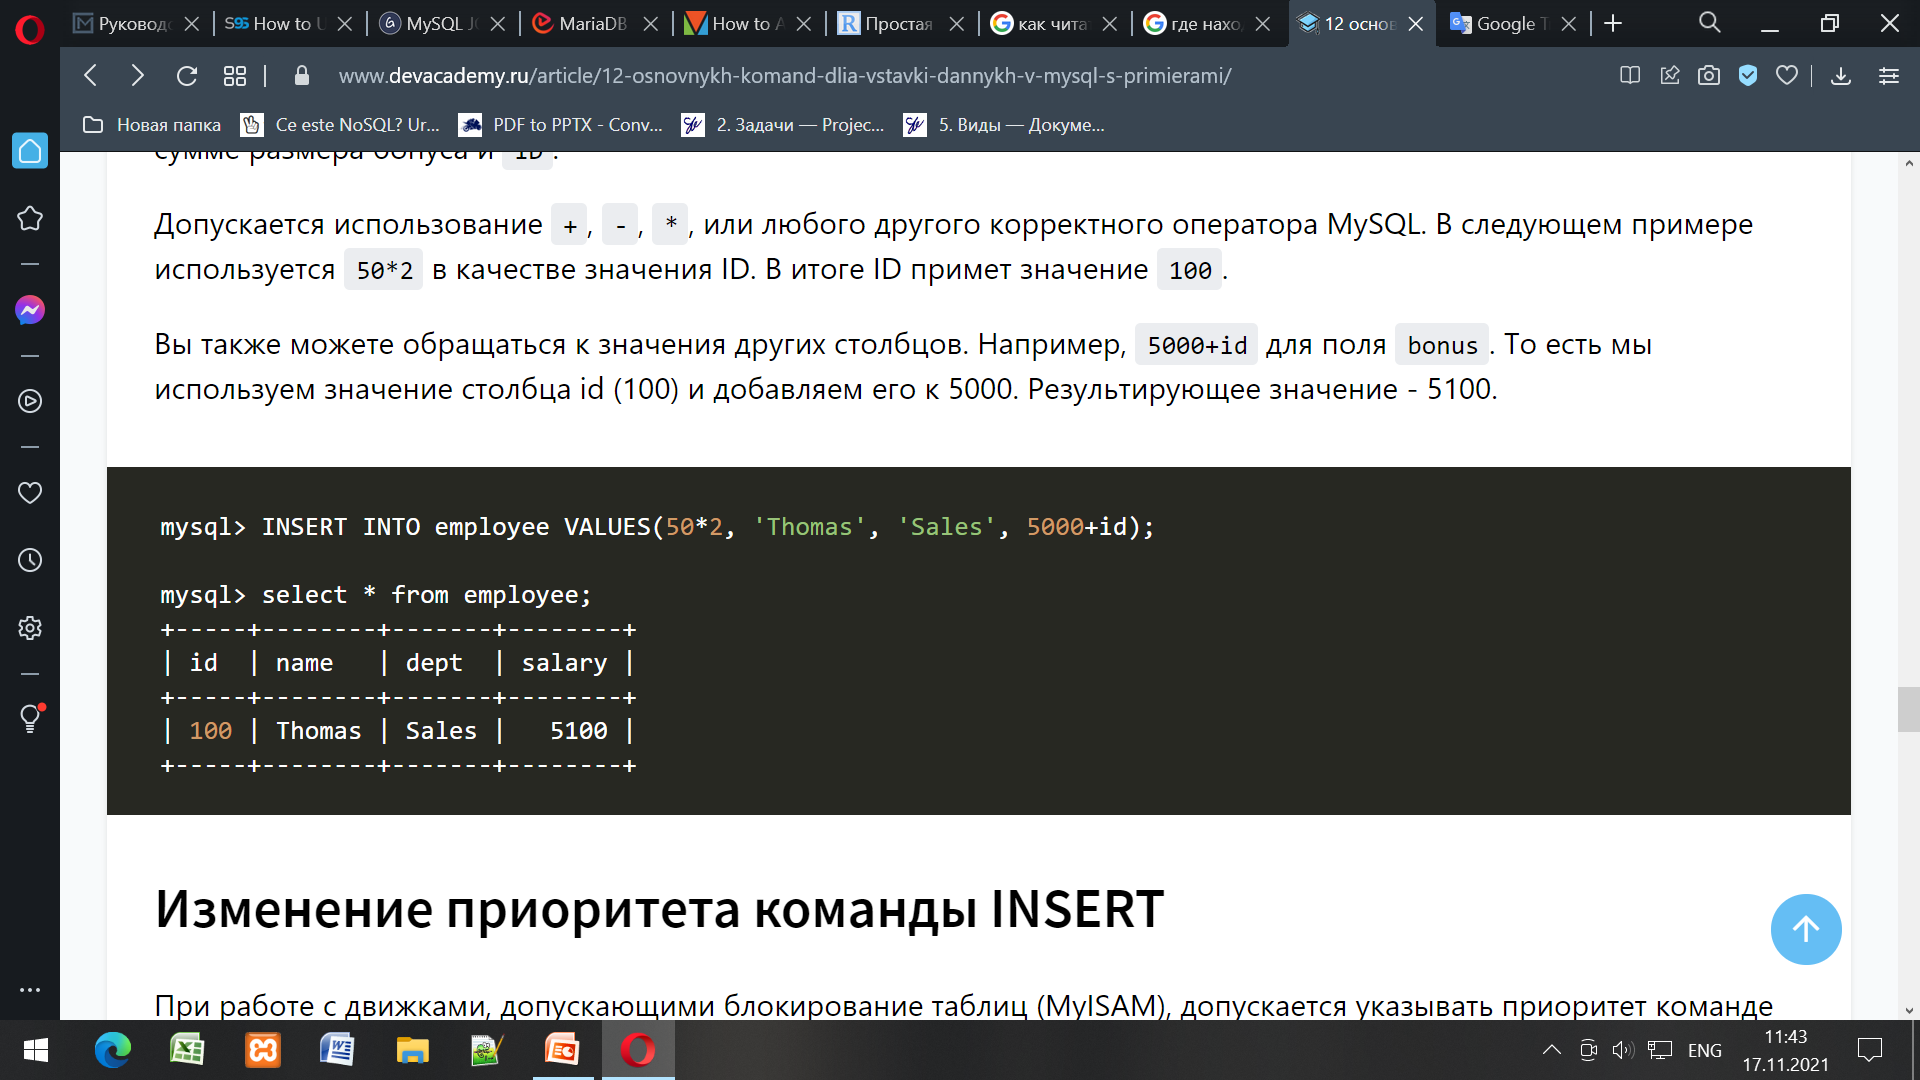 Руковод
S95 How to U
MySQL JO
MariaDB
How to A
R Простая
как чита
где нахо
12 основ
Google T
www.devacademy.ru/article/12-osnovnykh-komand-dlia-vstavki-dannykh-v-mysql-s-primierami/
Новая папка
Ce este NoSQL? Ur...
PDF to PPTX - Conv...
2. Задачи — Projec...
5. Виды — Докуме...
сумме размера бонуса и ID.
Допускается использование +, -, *, или любого другого корректного оператора MySQL. В следующем примере
используется 50*2 в качестве значения ID. В итоге ID примет значение 100.
Вы также можете обращаться к значения других столбцов. Например, 5000+id для поля bonus. То есть мы
используем значение столбца id (100) и добавляем его к 5000. Результирующее значение - 5100.
mysql> INSERT INTO employee VALUES(50*2, 'Thomas', 'Sales', 5000+id);
mysql> select * from employee;
+-----+--------+-------+--------+
| id  | name   | dept  | salary |
+-----+--------+-------+--------+
| 100 | Thomas | Sales |   5100 |
+-----+--------+-------+--------+
Изменение приоритета команды INSERT
При работе с движками, допускающими блокирование таблиц (MyISAM), допускается указывать приоритет команде
ENG
11:43
17.11.2021